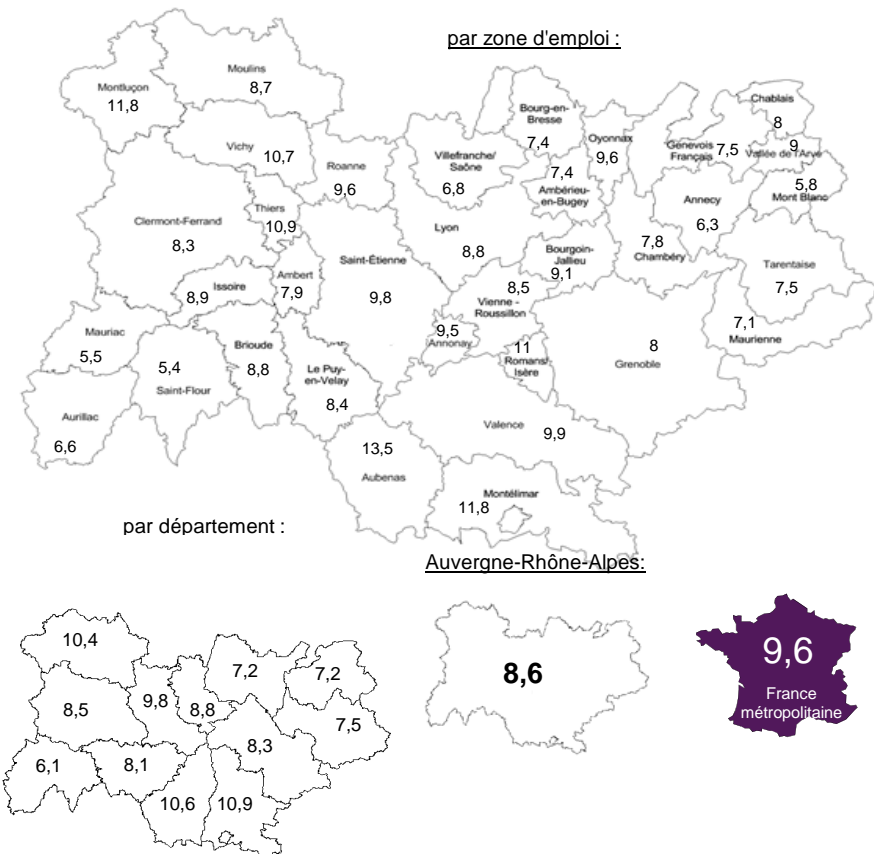 par zone d'emploi :
Moulins
8,7
Montluçon
11,8
Vichy
10,7
Roanne
9,6
Villefranche/
Saône
6,8
Bourg-en-
Bresse
7,4
7,4
Ambérieu-
en-Bugey
Oyonnax
9,6
Genevois
Français
7,5
Chablais
8
9
Vallée de l'Arve
5,8
Mont Blanc
Annecy
6,3
Clermont-Ferrand
8,3
Thiers
10,9
Lyon
8,8
Bourgoin-
Jallieu
9,1
7,8
Chambéry
Tarentaise
7,5
Issoire
8,9
Ambert
7,9
Saint-Étienne
9,8
8,5
Vienne -
Roussillon
7,1
Maurienne
Mauriac
5,5
5,4
Saint-Flour
Brioude
8,8
Le Puy-
en-Velay
8,4
9,5
Annonay
11
Romans/
Isère
8
Grenoble
Aurillac
6,6
13,5
Aubenas
Valence
9,9
Montélimar
11,8
par département :
10,4
7,2
7,2
8,5
9,8
8,8
7,5
6,1
8,1
8,3
10,6
10,9
Auvergne-Rhône-Alpes:
8,6
9,6
France
métropolitaine